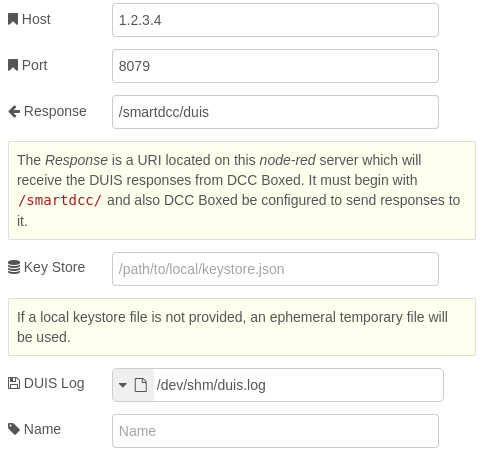 Host
1.2.3.4
Port
8079
Response
/smartdcc/duis
The Response is a URI located on this node-red server which will
receive the DUIS responses from DCC Boxed. It must begin with
/smartdcc/ and also DCC Boxed be configured to send responses to
it.
Key Store
/path/to/local/keystore.json
If a local keystore file is not provided, an ephemeral temporary file will
be used.
DUIS Log
/dev/shm/duis.log
Name
Name